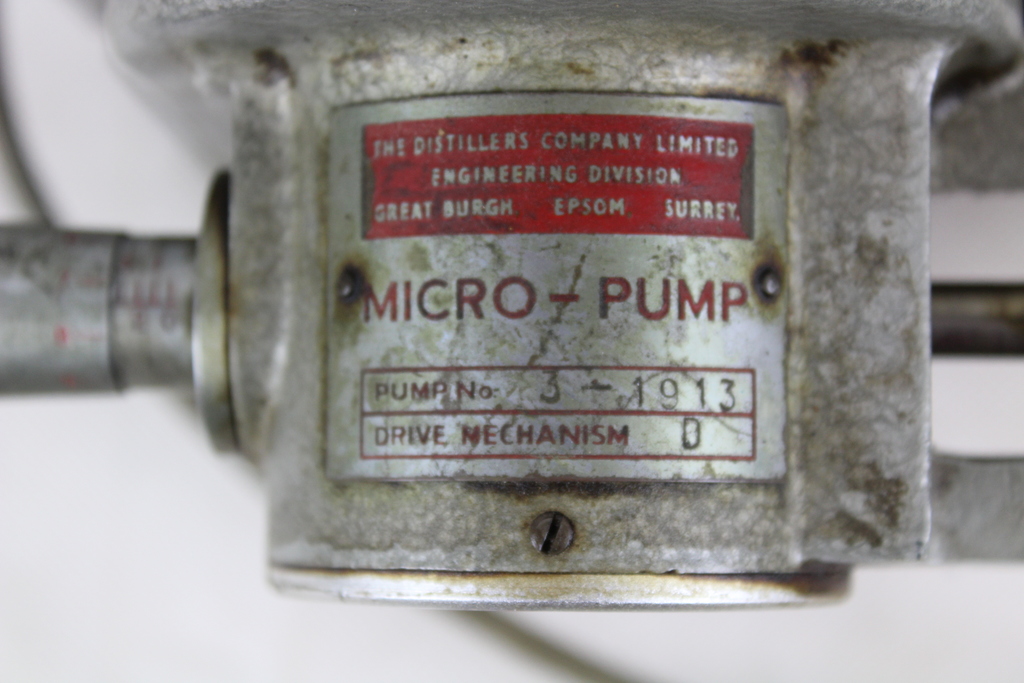 THE DISTILLERS COMPANY LIMITED
ENGINEERING DIVISION
GREAT BURGH. EPSOM. SURREY.
MICRO-PUMP
PUMP No. 3-1913
DRIVE MECHANISM D